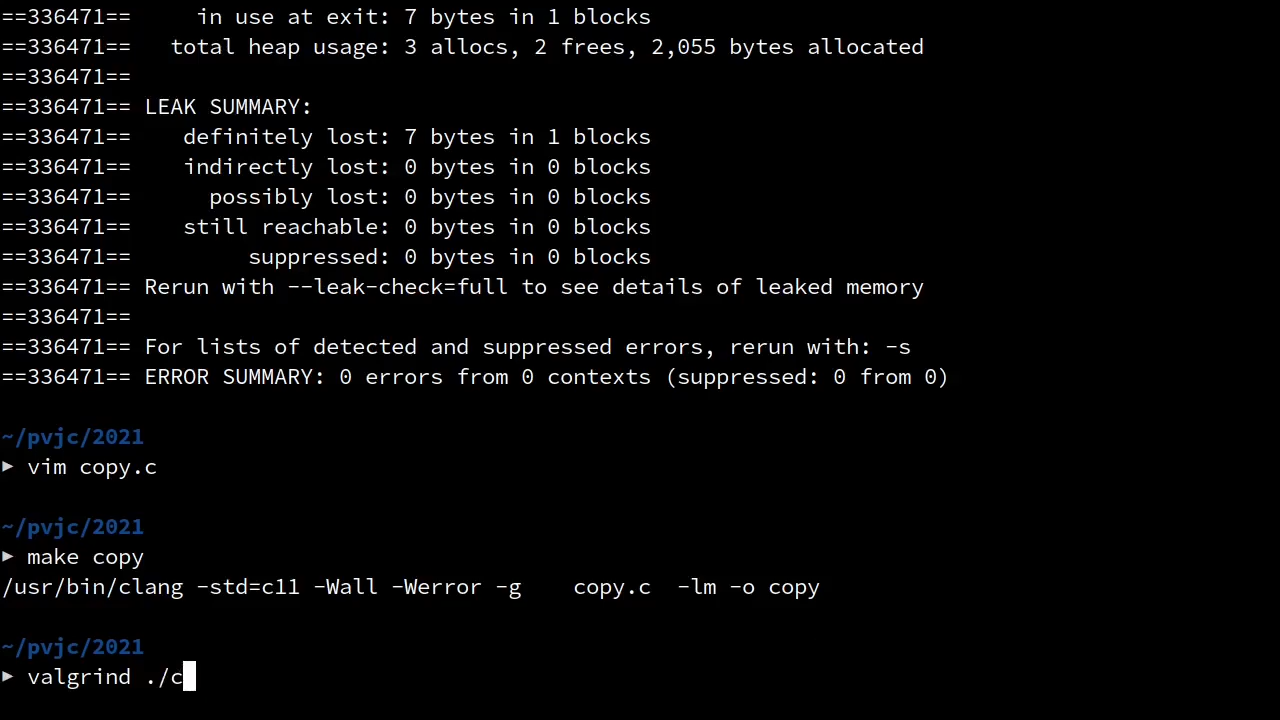 ==336471==     in use at exit: 7 bytes in 1 blocks
==336471==   total heap usage: 3 allocs, 2 frees, 2,055 bytes allocated
==336471==
==336471== LEAK SUMMARY:
==336471==    definitely lost: 7 bytes in 1 blocks
==336471==    indirectly lost: 0 bytes in 0 blocks
==336471==      possibly lost: 0 bytes in 0 blocks
==336471==    still reachable: 0 bytes in 0 blocks
==336471==         suppressed: 0 bytes in 0 blocks
==336471== Rerun with --leak-check=full to see details of leaked memory
==336471==
==336471== For lists of detected and suppressed errors, rerun with: -s
==336471== ERROR SUMMARY: 0 errors from 0 contexts (suppressed: 0 from 0)
~/pvjc/2021
▶ vim copy.c
~/pvjc/2021
▶ make copy
/usr/bin/clang -std=c11 -Wall -Werror -g    copy.c  -lm -o copy
~/pvjc/2021
▶ valgrind ./c